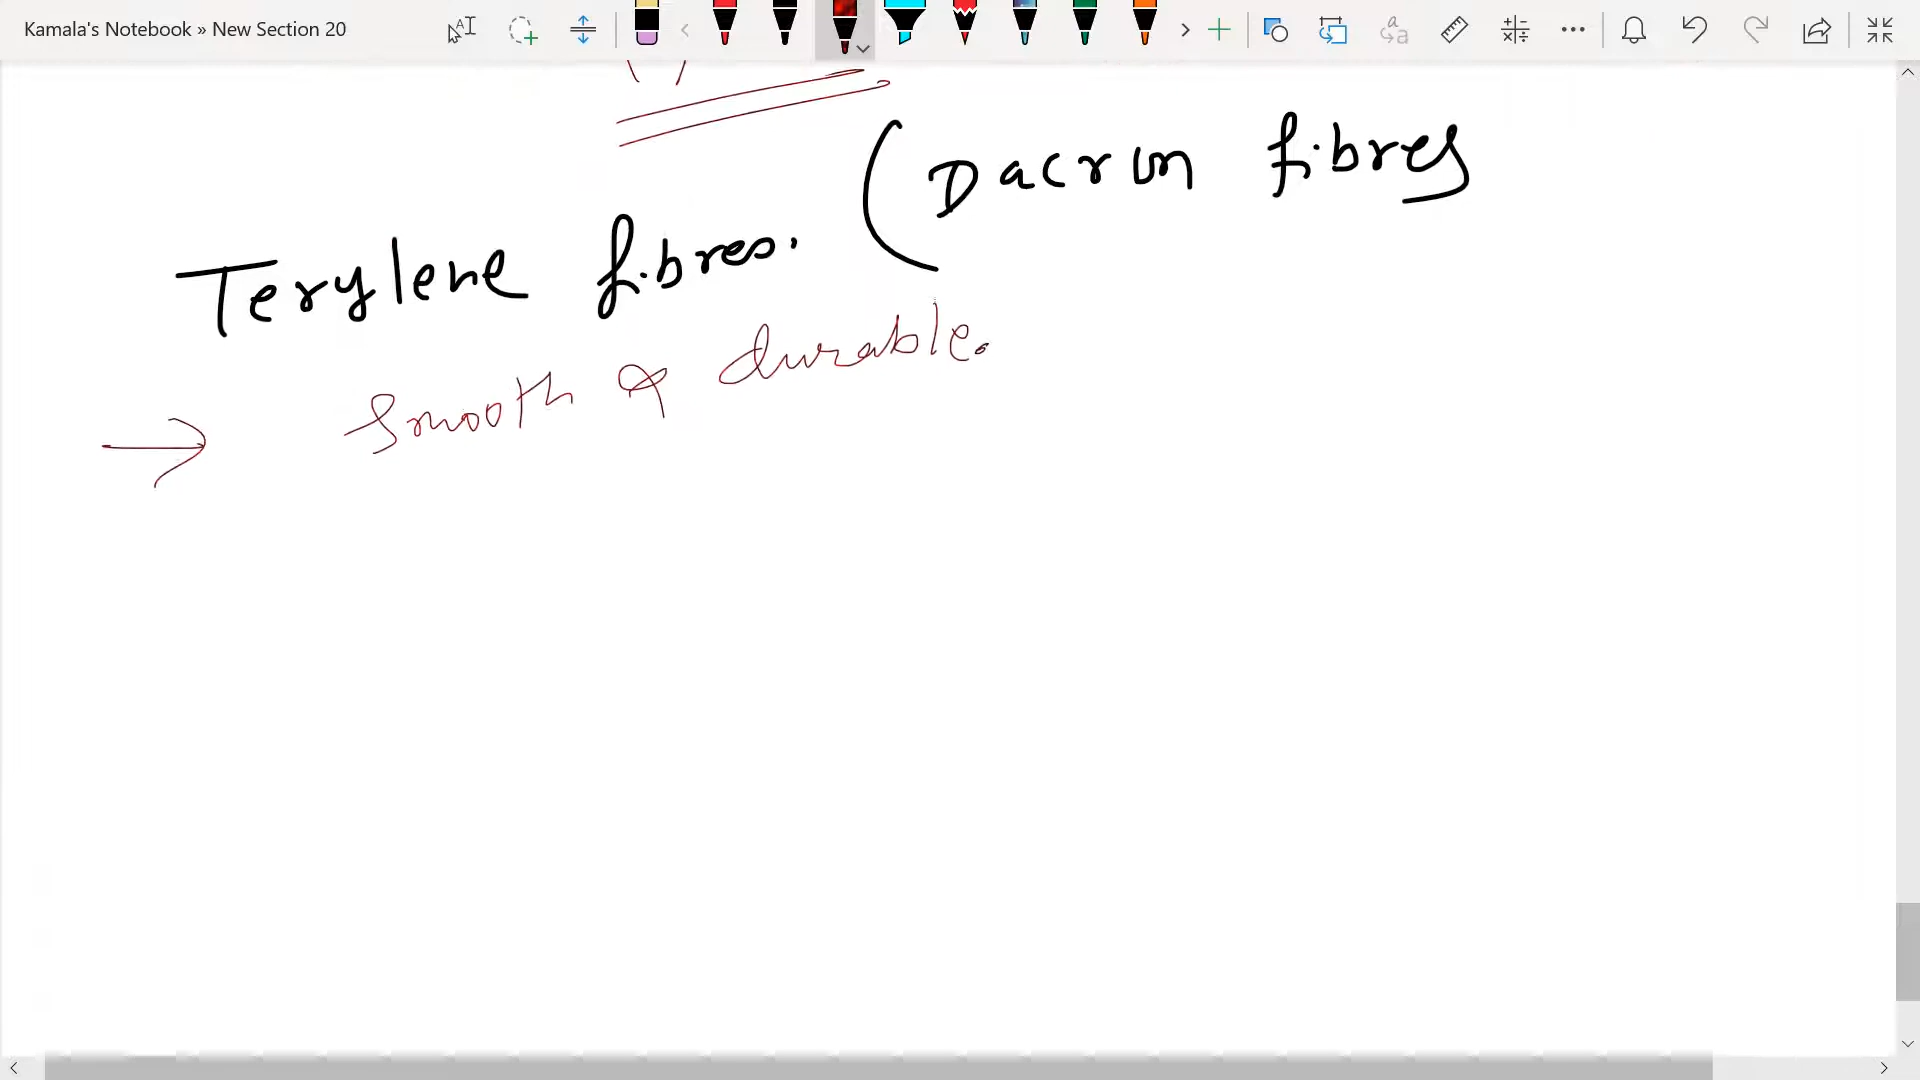 Kamala's Notebook » New Section 20
Terylene fibres. (Dacron fibres
→ Smooth & durable.